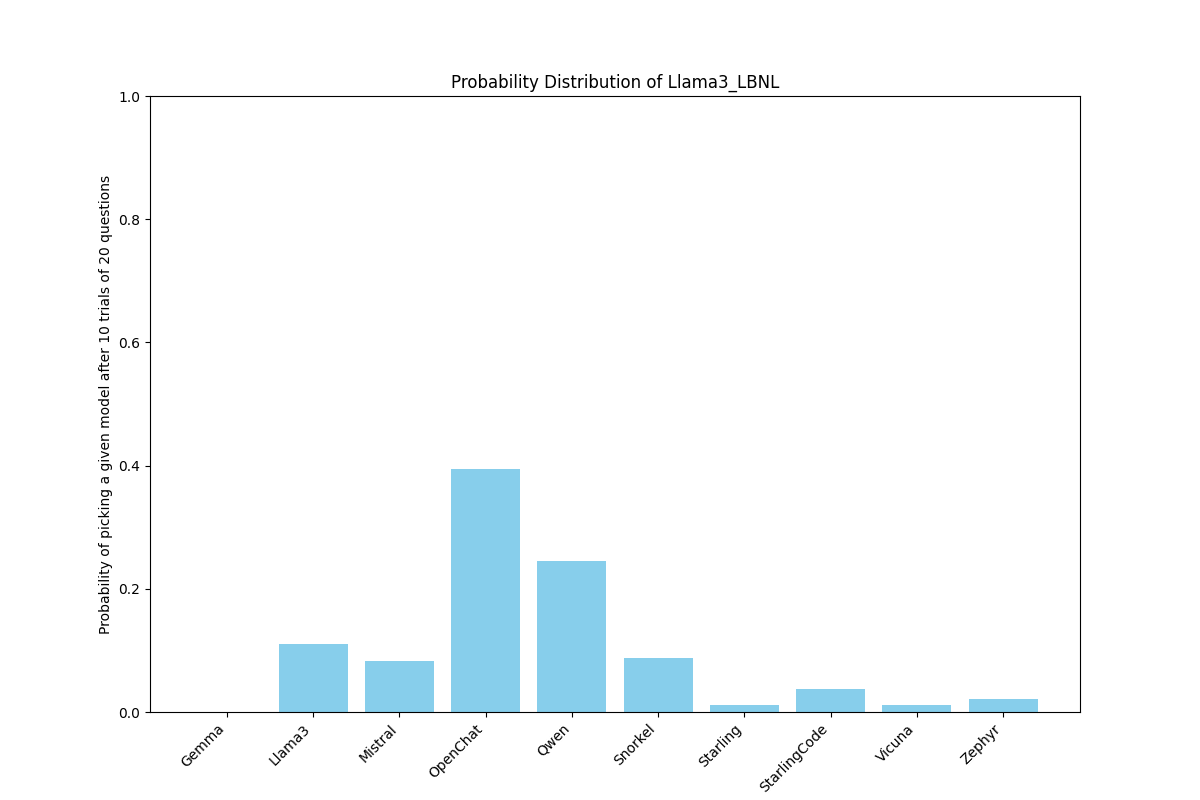 Probability Distribution of Llama3_LBNL
Probability of picking a given model after 10 trials of 20 questions
1.0
0.8
0.6
0.4
0.2
0.0
Gemma
Llama3
Mistral
OpenChat
Qwen
Snorkel
Starling
StarlingCode
Vicuna
Zephyr